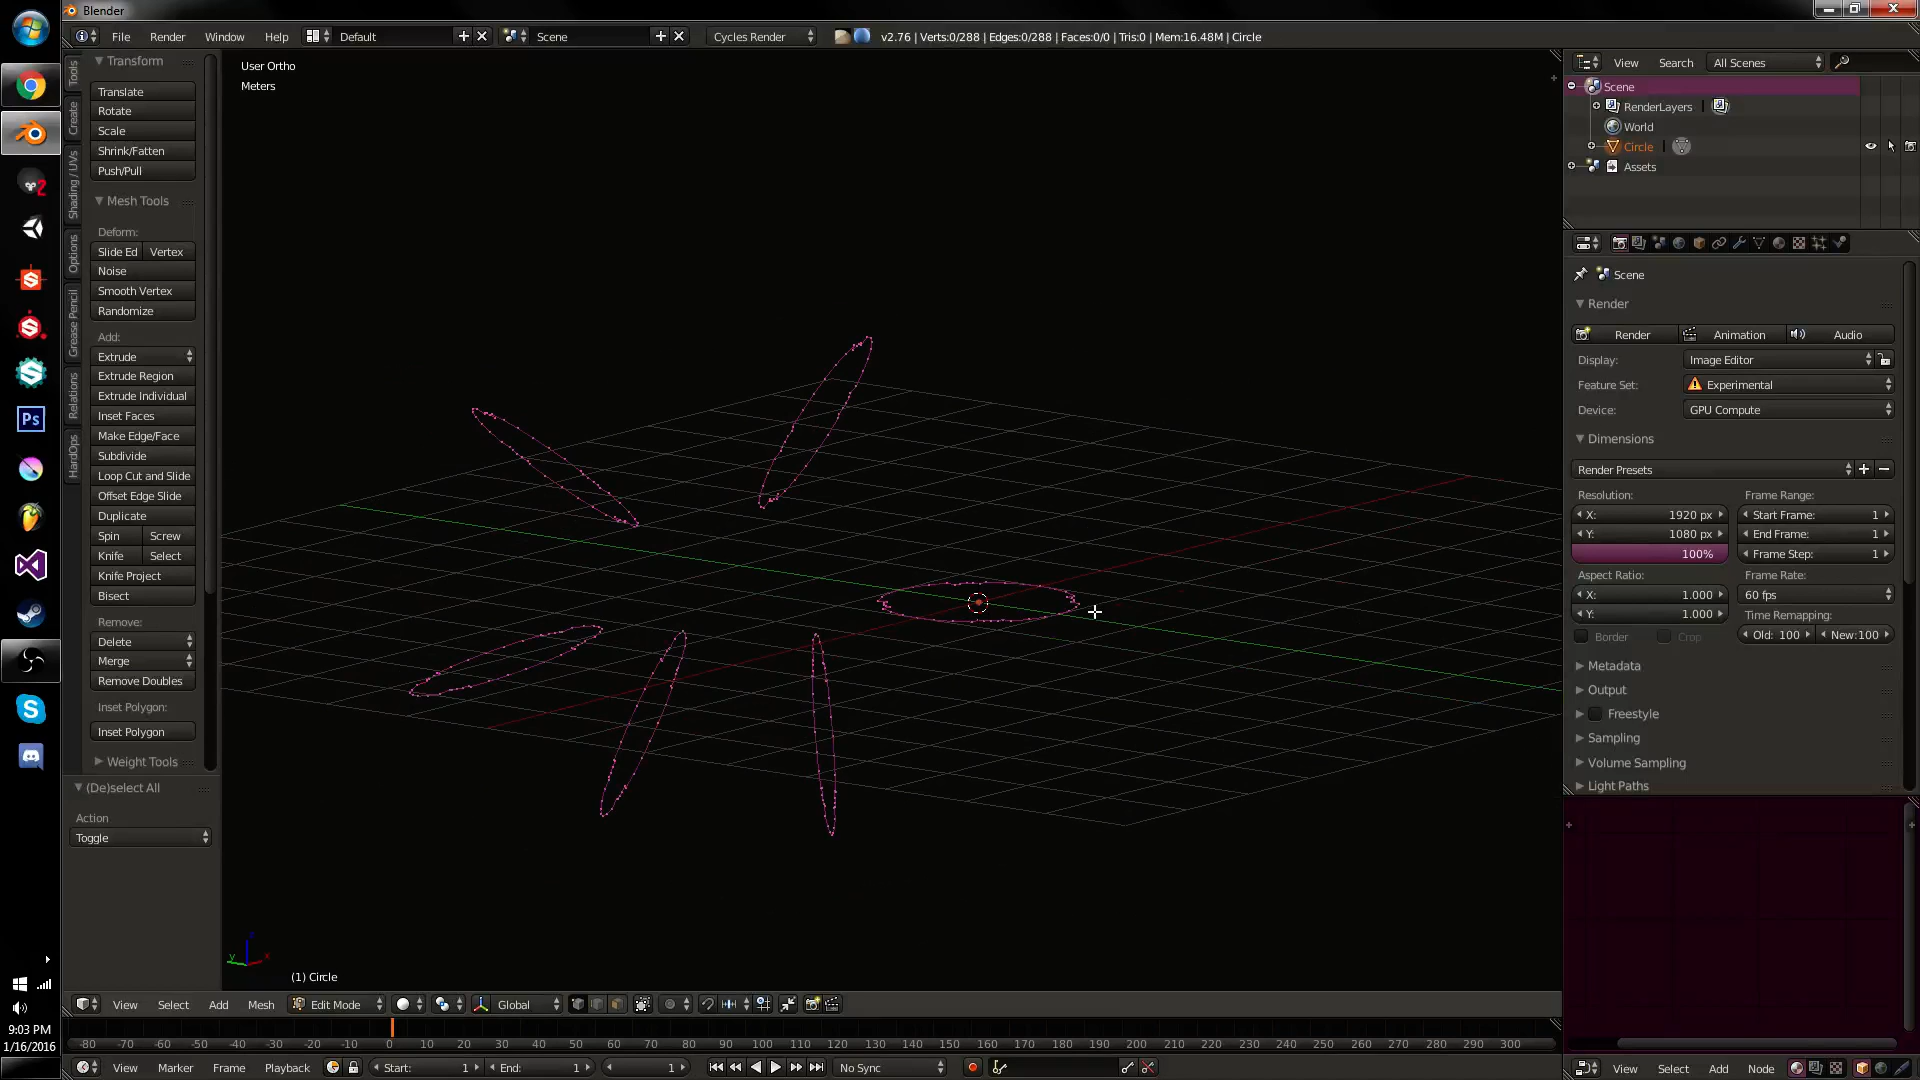 Blender
File Render Window Help Default Scene Cycles Render v2.76 | Verts:0/288 | Edges:0/288 | Faces:0/0 | Tris:0 | Mem:16.48M | Circle
Tools
Create
Shading / UVs
Options
Grease Pencil
Relations
HardOps
Transform
Translate
Rotate
Scale
Shrink/Fatten
Push/Pull
Mesh Tools
Deform:
Slide Ed Vertex
Noise
Smooth Vertex
Randomize
Add:
Extrude
Extrude Region
Extrude Individual
Inset Faces
Make Edge/Face
Subdivide
Loop Cut and Slide
Offset Edge Slide
Duplicate
Spin Screw
Knife Select
Knife Project
Bisect
Remove:
Delete
Merge
Remove Doubles
Inset Polygon:
Inset Polygon
Weight Tools
(De)select All
Action
Toggle
User Ortho
Meters
(1) Circle
View Select Add Mesh Edit Mode Global
-80 -70 -60 -50 -40 -30 -20 -10 0 10 20 30 40 50 60 70 80 90 100 110 120 130 140 150 160 170 180 190 200 210 220 230 240 250 260 270 280 290 300
View Marker Frame Playback Start: 1 End: 1 1 No Sync
View Search All Scenes
Scene
RenderLayers
World
Circle
Assets
Scene
Render
Render Animation Audio
Display: Image Editor
Feature Set: Experimental
Device: GPU Compute
Dimensions
Render Presets
Resolution: Frame Range:
X: 1920 px Start Frame: 1
Y: 1080 px End Frame: 1
100% Frame Step: 1
Aspect Ratio: Frame Rate:
X: 1.000 60 fps
Y: 1.000 Time Remapping:
Border Crop Old: 100 New:100
Metadata
Output
Freestyle
Sampling
Volume Sampling
Light Paths
View Select Add Node
Ps
9:03 PM
1/16/2016